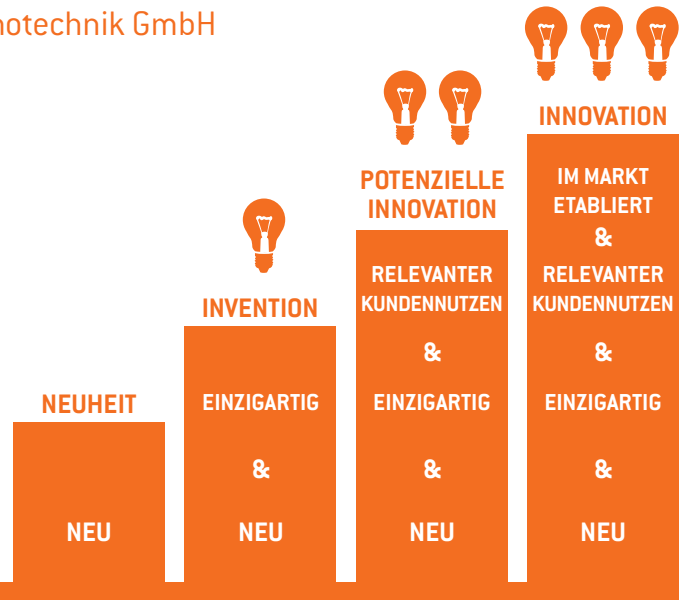 notechnik GmbH
NEUHEIT
NEU
INVENTION
EINZIGARTIG
&
NEU
POTENZIELLE
INNOVATION
RELEVANTER
KUNDENNUTZEN
&
EINZIGARTIG
&
NEU
INNOVATION
IM MARKT
ETABLIERT
&
RELEVANTER
KUNDENNUTZEN
&
EINZIGARTIG
&
NEU